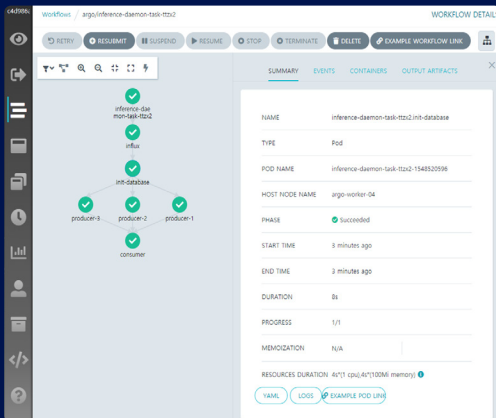 c4d986c
Workflows / argo/inference-daemon-task-ttzx2
WORKFLOW DETAILS
RETRY RESUBMIT SUSPEND RESUME STOP TERMINATE DELETE EXAMPLE WORKFLOW LINK
SUMMARY EVENTS CONTAINERS OUTPUT ARTIFACTS
inference-dae
mon-task-ttzx2
influx
init-database
producer-3 producer-2 producer-1
consumer
NAME inference-daemon-task-ttzx2.init-database
TYPE Pod
POD NAME inference-daemon-task-ttzx2-1548520596
HOST NODE NAME argo-worker-04
PHASE Succeeded
START TIME 3 minutes ago
END TIME 3 minutes ago
DURATION 8s
PROGRESS 1/1
MEMOIZATION N/A
RESOURCES DURATION 4s*(1 cpu),4s*(100Mi memory)
YAML LOGS EXAMPLE POD LINK